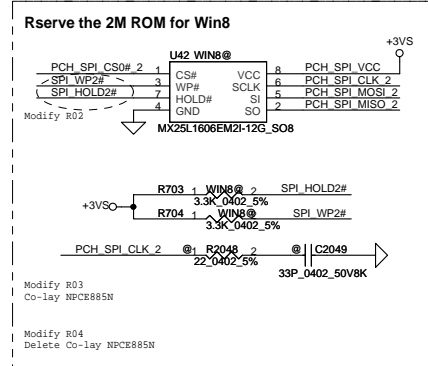 Rserve the 2M ROM for Win8
+3VS
U42 WIN8@
PCH_SPI_CS0#_2 1 CS# VCC 8 PCH_SPI_VCC
SPI_WP2# 3 WP# SCLK 6 PCH_SPI_CLK_2
SPI_HOLD2# 7 HOLD# SI 5 PCH_SPI_MOSI_2
4 GND SO 2 PCH_SPI_MISO_2
Modify R02
MX25L1606EM2I-12G_SO8
R703 1 WIN8@ 2 SPI_HOLD2#
3.3K_0402_5%
+3VS
R704 1 WIN8@ 2 SPI_WP2#
3.3K_0402_5%
PCH_SPI_CLK_2 @1 R2048 2 @ C2049
22_0402_5%
33P_0402_50V8K
Modify R03
Co-lay NPCE885N
Modify R04
Delete Co-lay NPCE885N